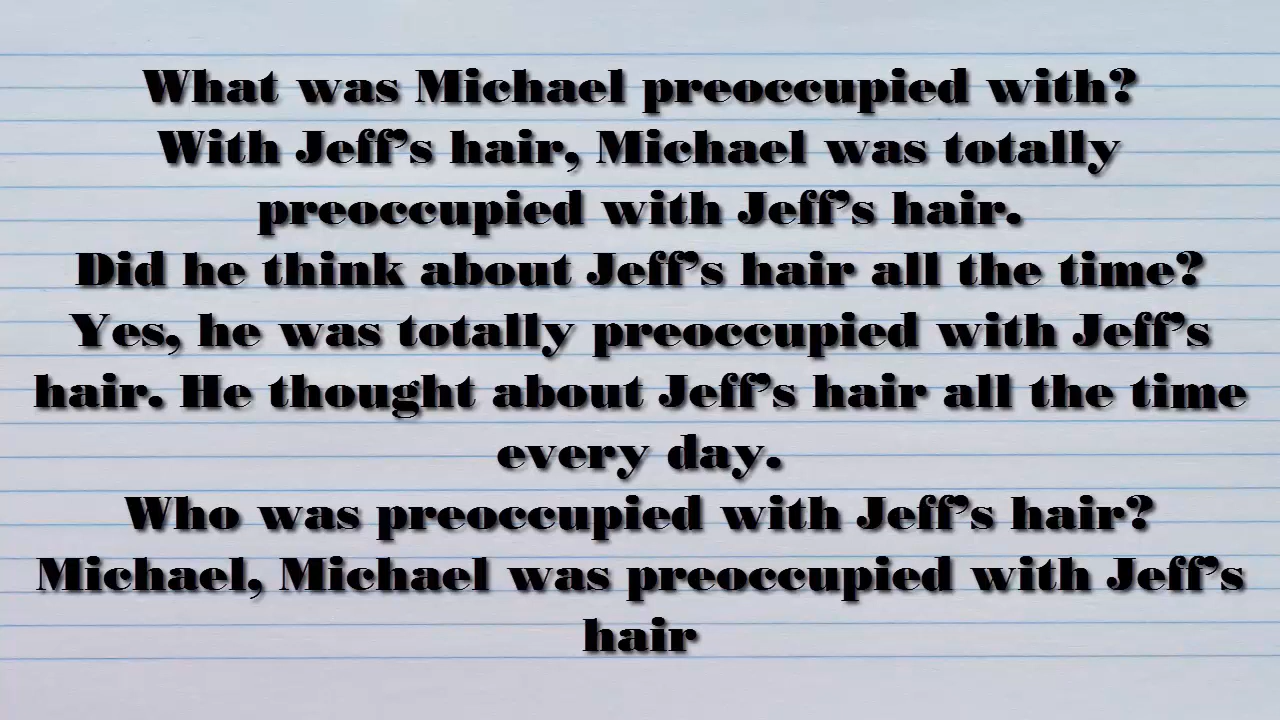 What was Michael preoccupied with?
With Jeff’s hair, Michael was totally
preoccupied with Jeff’s hair.
Did he think about Jeff’s hair all the time?
Yes, he was totally preoccupied with Jeff’s
hair. He thought about Jeff’s hair all the time
every day.
Who was preoccupied with Jeff’s hair?
Michael, Michael was preoccupied with Jeff’s
hair